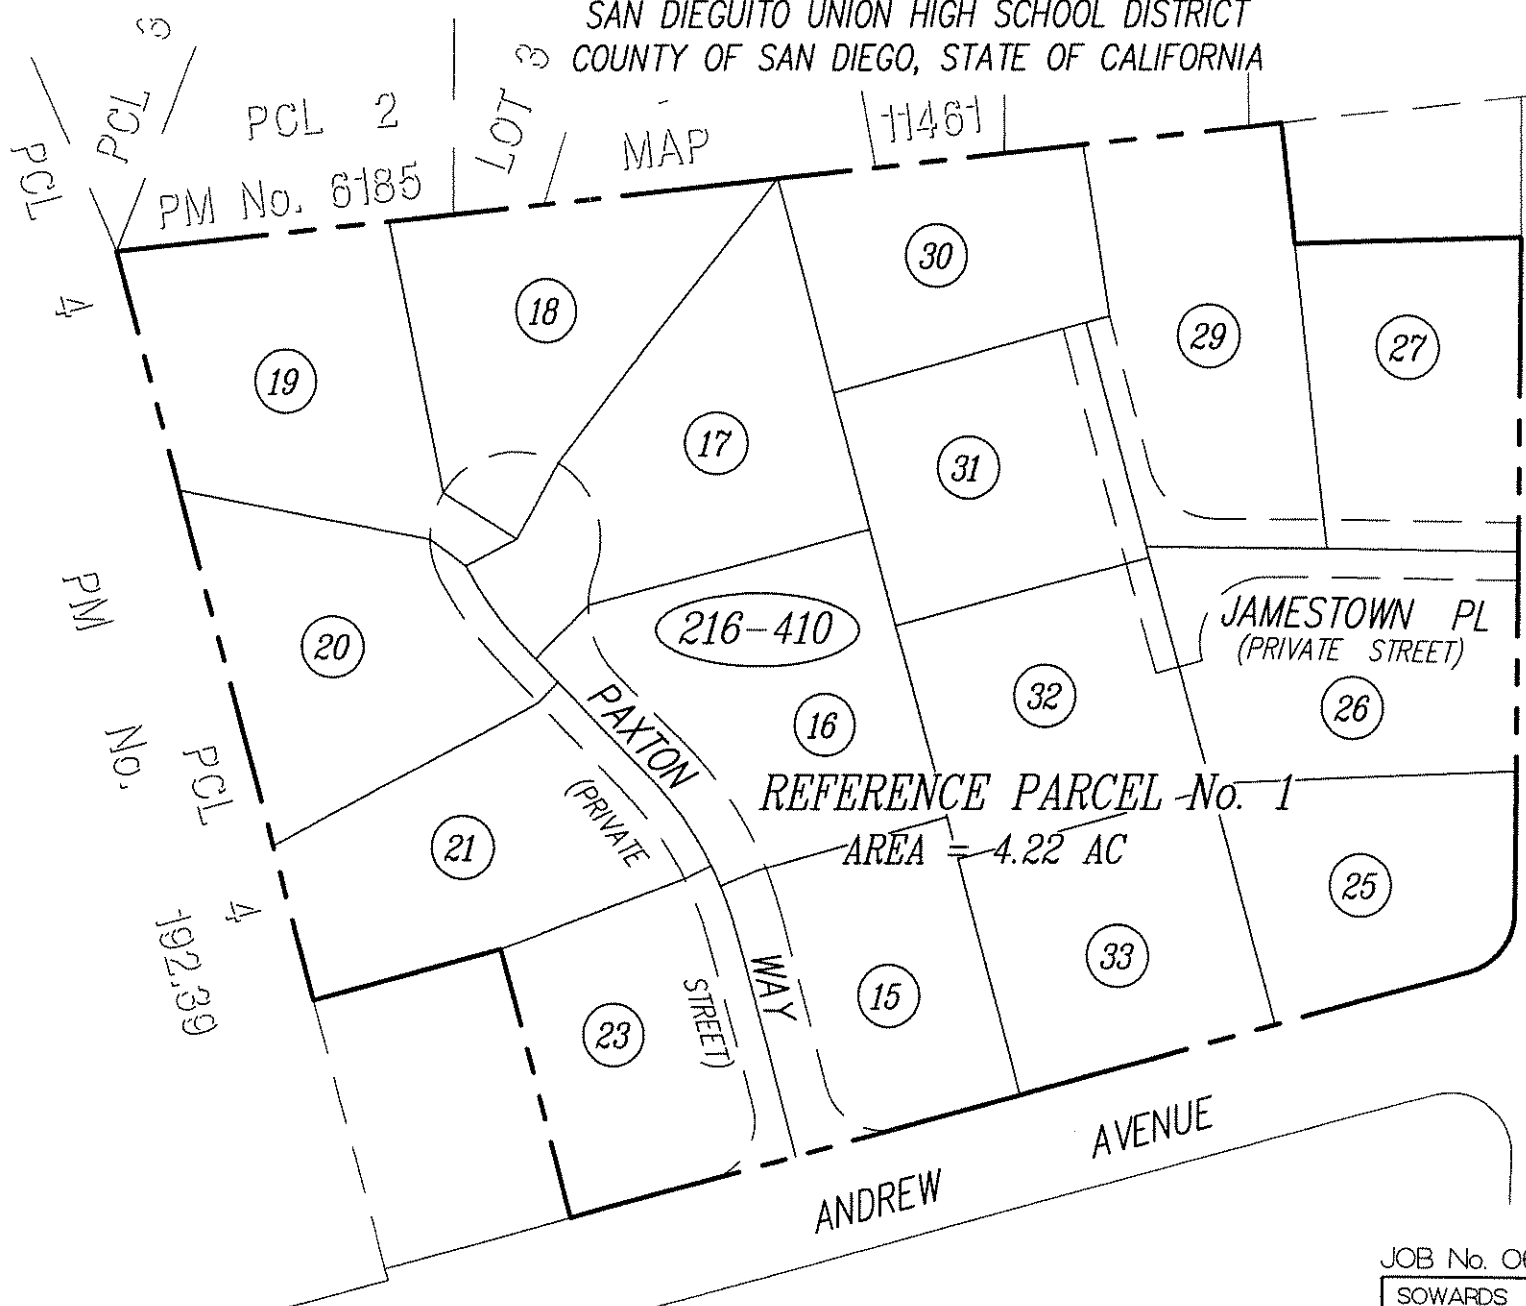 SAN DIEGUITO UNION HIGH SCHOOL DISTRICT
COUNTY OF SAN DIEGO, STATE OF CALIFORNIA
PCL 3
PCL 2
LOT 3
MAP
11461
PCL 4
PM No. 6185
30
18
29
27
19
17
31
PM No. 192.39
216-410
JAMESTOWN PL
(PRIVATE STREET)
20
32
26
16
PAXTON WAY
(PRIVATE STREET)
PCL 4
REFERENCE PARCEL No. 1
AREA = 4.22 AC
21
25
33
15
23
ANDREW AVENUE
JOB No.
SOWARDS